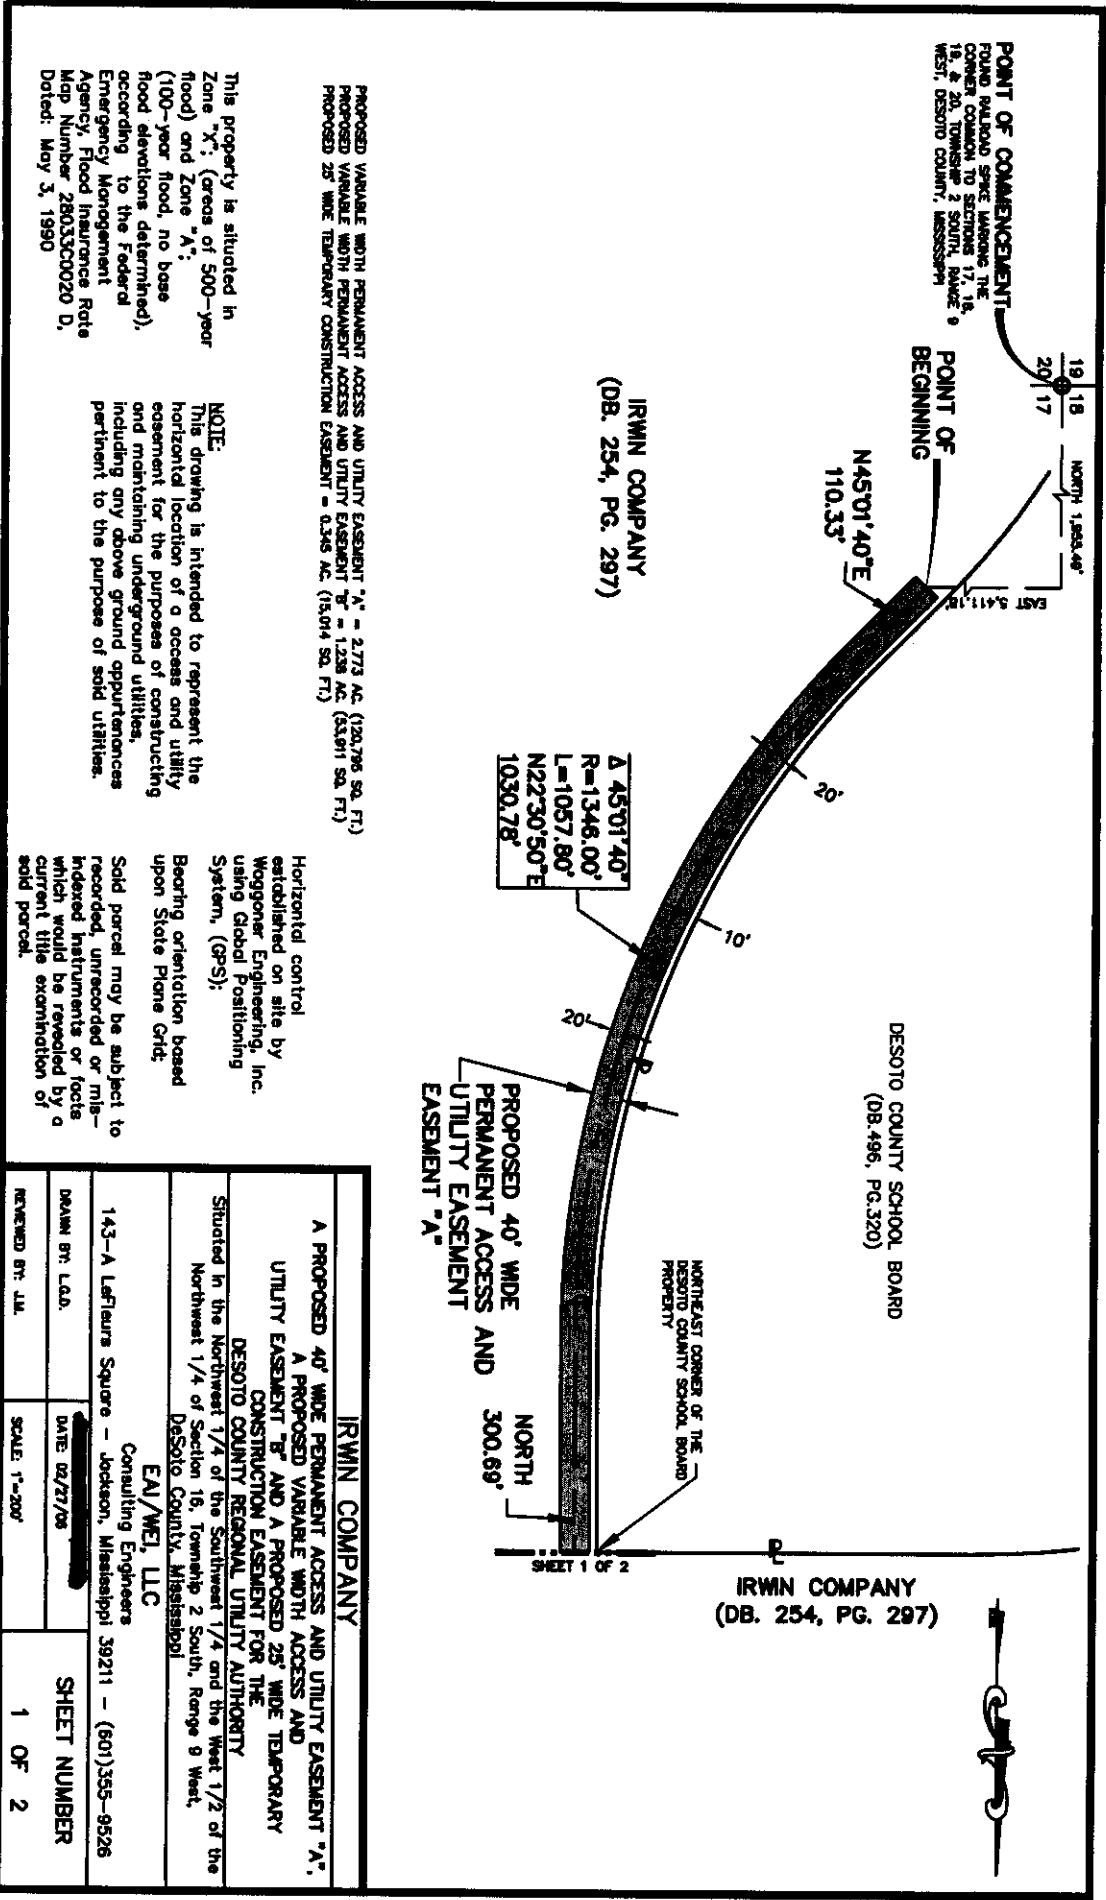 POINT OF COMMENCEMENT
FOUND RAILROAD SPIKE MARKING THE
CORNER COMMON TO SECTIONS 17, 18,
19, & 20, TOWNSHIP 2 SOUTH, RANGE 9
WEST, DESOTO COUNTY, MISSISSIPPI
19 18
20 17
NORTH 1,955.49'
EAST 5,411.18'
POINT OF
BEGINNING
N45°01'40"E
110.33'
IRWIN COMPANY
(DB. 254, PG. 297)
20'
10'
20'
Δ 45°01'40"
R=1346.00'
L=1057.80'
N22°30'50"E
1030.78'
DESOTO COUNTY SCHOOL BOARD
(DB.496, PG.320)
PROPOSED 40' WIDE
PERMANENT ACCESS AND
UTILITY EASEMENT
EASEMENT "A"
NORTHEAST CORNER OF THE
DESOTO COUNTY SCHOOL BOARD
PROPERTY
NORTH
300.69'
SHEET 1 OF 2
PL
IRWIN COMPANY
(DB. 254, PG. 297)
PROPOSED VARIABLE WIDTH PERMANENT ACCESS AND UTILITY EASEMENT "A" = 2.773 AC. (120,795 SQ. FT.)
PROPOSED VARIABLE WIDTH PERMANENT ACCESS AND UTILITY EASEMENT "B" = 1.238 AC. (53,911 SQ. FT.)
PROPOSED 25' WIDE TEMPORARY CONSTRUCTION EASEMENT = 0.345 AC. (15,014 SQ. FT.)
This property is situated in
Zone "X"; (areas of 500-year
flood) and Zone "A";
(100-year flood, no base
flood elevations determined),
according to the Federal
Emergency Management
Agency, Flood Insurance Rate
Map Number 28033C0020 D,
Dated: May 3, 1990
NOTE:
This drawing is intended to represent the
horizontal location of a access and utility
easement for the purposes of constructing
and maintaining underground utilities,
including any above ground appurtenances
pertinent to the purpose of said utilities.
Horizontal control
established on site by
Waggoner Engineering, Inc.
using Global Positioning
System, (GPS);
Bearing orientation based
upon State Plane Grid;
Said parcel may be subject to
recorded, unrecorded or mis-
indexed instruments or facts
which would be revealed by a
current title examination of
said parcel.
IRWIN COMPANY
A PROPOSED 40' WIDE PERMANENT ACCESS AND UTILITY EASEMENT "A",
A PROPOSED VARIABLE WIDTH ACCESS AND
UTILITY EASEMENT "B" AND A PROPOSED 25' WIDE TEMPORARY
CONSTRUCTION EASEMENT FOR THE
DESOTO COUNTY REGIONAL UTILITY AUTHORITY
Situated in the Northwest 1/4 of the Southwest 1/4 and the West 1/2 of the
Northwest 1/4 of Section 16, Township 2 South, Range 9 West,
DeSoto County, Mississippi
EAI/WEI, LLC
Consulting Engineers
143-A LeFleurs Square - Jackson, Mississippi 39211 - (601)355-9526
DRAWN BY: L.G.D.
DATE: 02/27/08
REVIEWED BY: J.M.
SCALE: 1"=200'
SHEET NUMBER
1 OF 2